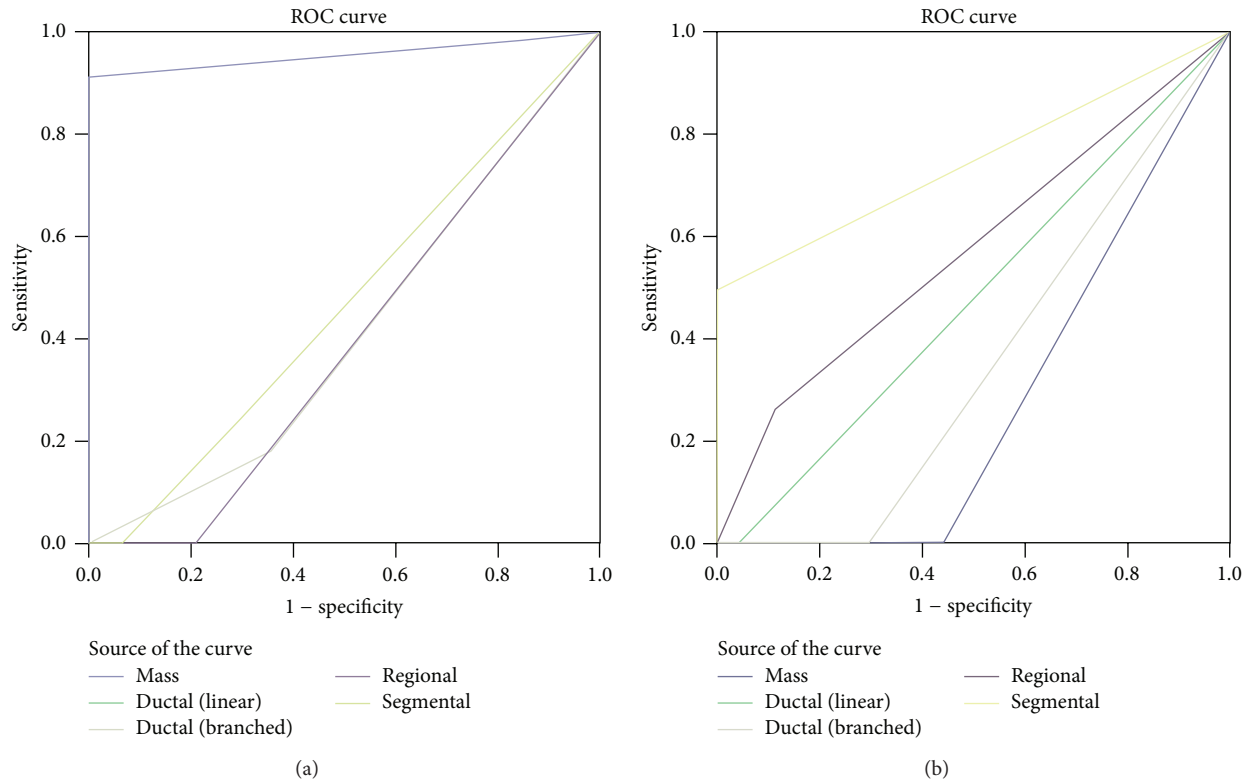 ROC curve
1.0
0.8
0.6
0.4
0.2
0.0
Sensitivity
0.0 0.2 0.4 0.6 0.8 1.0
1 − specificity
Source of the curve
Mass
Ductal (linear)
Ductal (branched)
Regional
Segmental
(a)
ROC curve
1.0
0.8
0.6
0.4
0.2
0.0
Sensitivity
0.0 0.2 0.4 0.6 0.8 1.0
1 − specificity
Source of the curve
Mass
Ductal (linear)
Ductal (branched)
Regional
Segmental
(b)